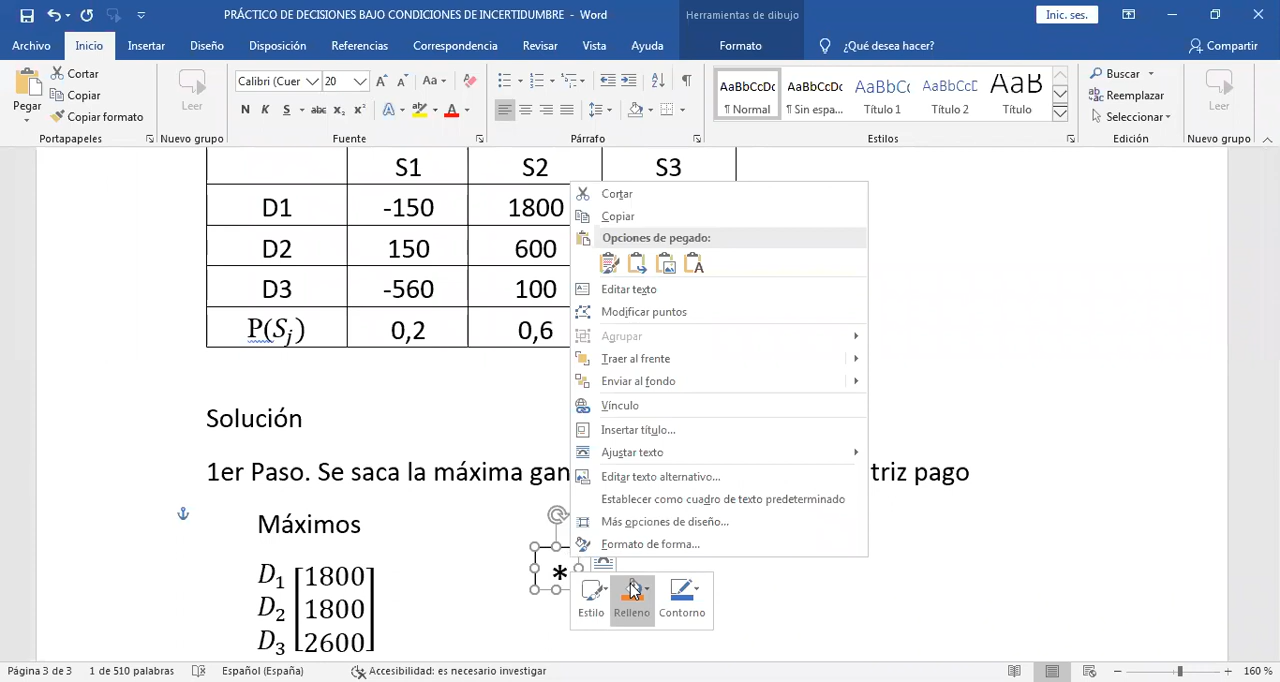 PRÁCTICO DE DECISIONES BAJO CONDICIONES DE INCERTIDUMBRE - Word
Herramientas de dibujo
Inic. ses.
Archivo Inicio Insertar Diseño Disposición Referencias Correspondencia Revisar Vista Ayuda Formato ¿Qué desea hacer? Compartir
Pegar
Cortar
Copiar
Copiar formato
Portapapeles
Leer
Nuevo grupo
Calibri (Cuer 20
N K S abc x₂ x² A A
Fuente
Párrafo
AaBbCcDc AaBbCcDc AaBbCc AaBbCcD AaB
¶ Normal ¶ Sin espa... Título 1 Título 2 Título
Estilos
Buscar
Reemplazar
Seleccionar
Edición
Leer
Nuevo grupo
S1 S2 S3
D1 -150 1800
D2 150 600
D3 -560 100
P(Sⱼ) 0,2 0,6
Cortar
Copiar
Opciones de pegado:
Editar texto
Modificar puntos
Agrupar
Traer al frente
Enviar al fondo
Vínculo
Insertar título...
Ajustar texto
Editar texto alternativo...
Establecer como cuadro de texto predeterminado
Más opciones de diseño...
Formato de forma...
Estilo Relleno Contorno
Solución
1er Paso. Se saca la máxima gan triz pago
Máximos
D₁ [1800]
D₂ [1800]
D₃ [2600]
*
Página 3 de 3 1 de 510 palabras Español (España) Accesibilidad: es necesario investigar 160 %